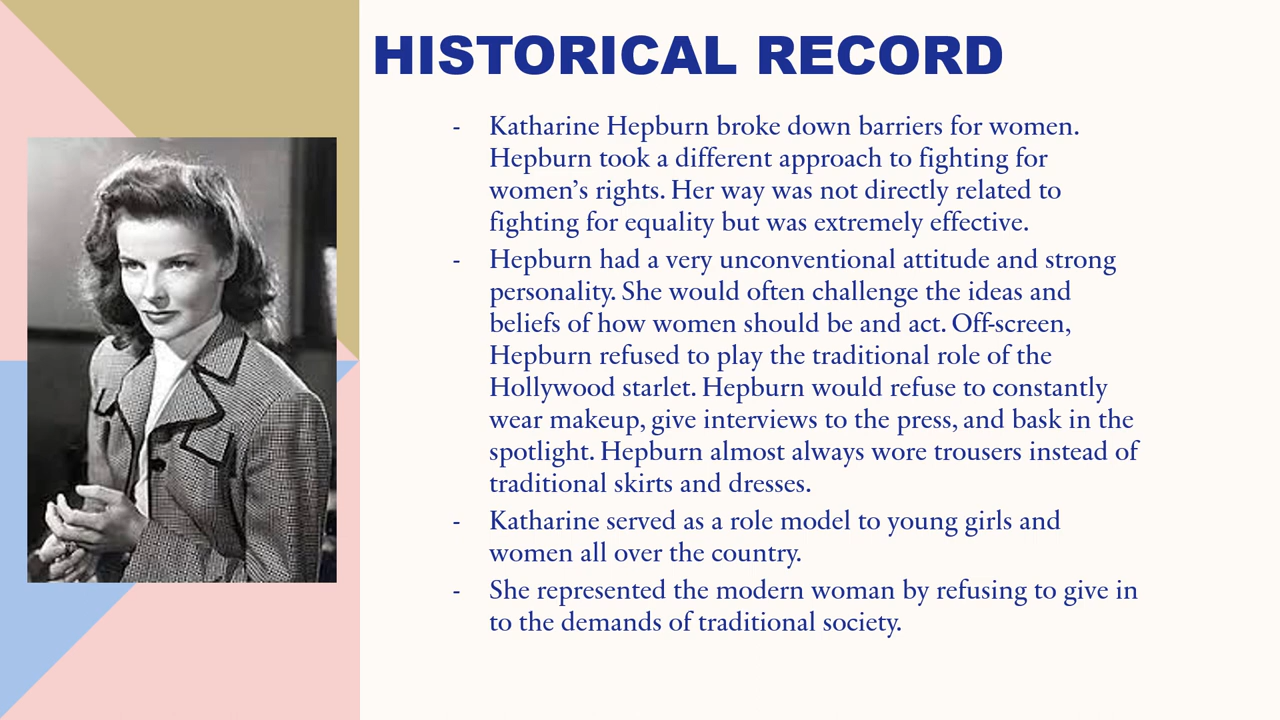 HISTORICAL RECORD
- Katharine Hepburn broke down barriers for women.
Hepburn took a different approach to fighting for
women’s rights. Her way was not directly related to
fighting for equality but was extremely effective.
- Hepburn had a very unconventional attitude and strong
personality. She would often challenge the ideas and
beliefs of how women should be and act. Off-screen,
Hepburn refused to play the traditional role of the
Hollywood starlet. Hepburn would refuse to constantly
wear makeup, give interviews to the press, and bask in the
spotlight. Hepburn almost always wore trousers instead of
traditional skirts and dresses.
- Katharine served as a role model to young girls and
women all over the country.
- She represented the modern woman by refusing to give in
to the demands of traditional society.